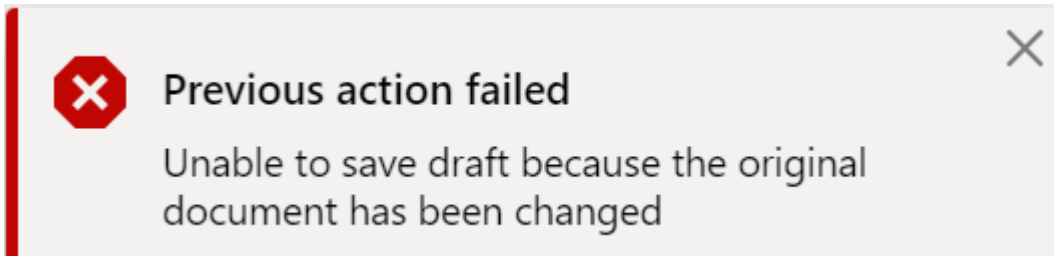 Previous action failed
Unable to save draft because the original
document has been changed